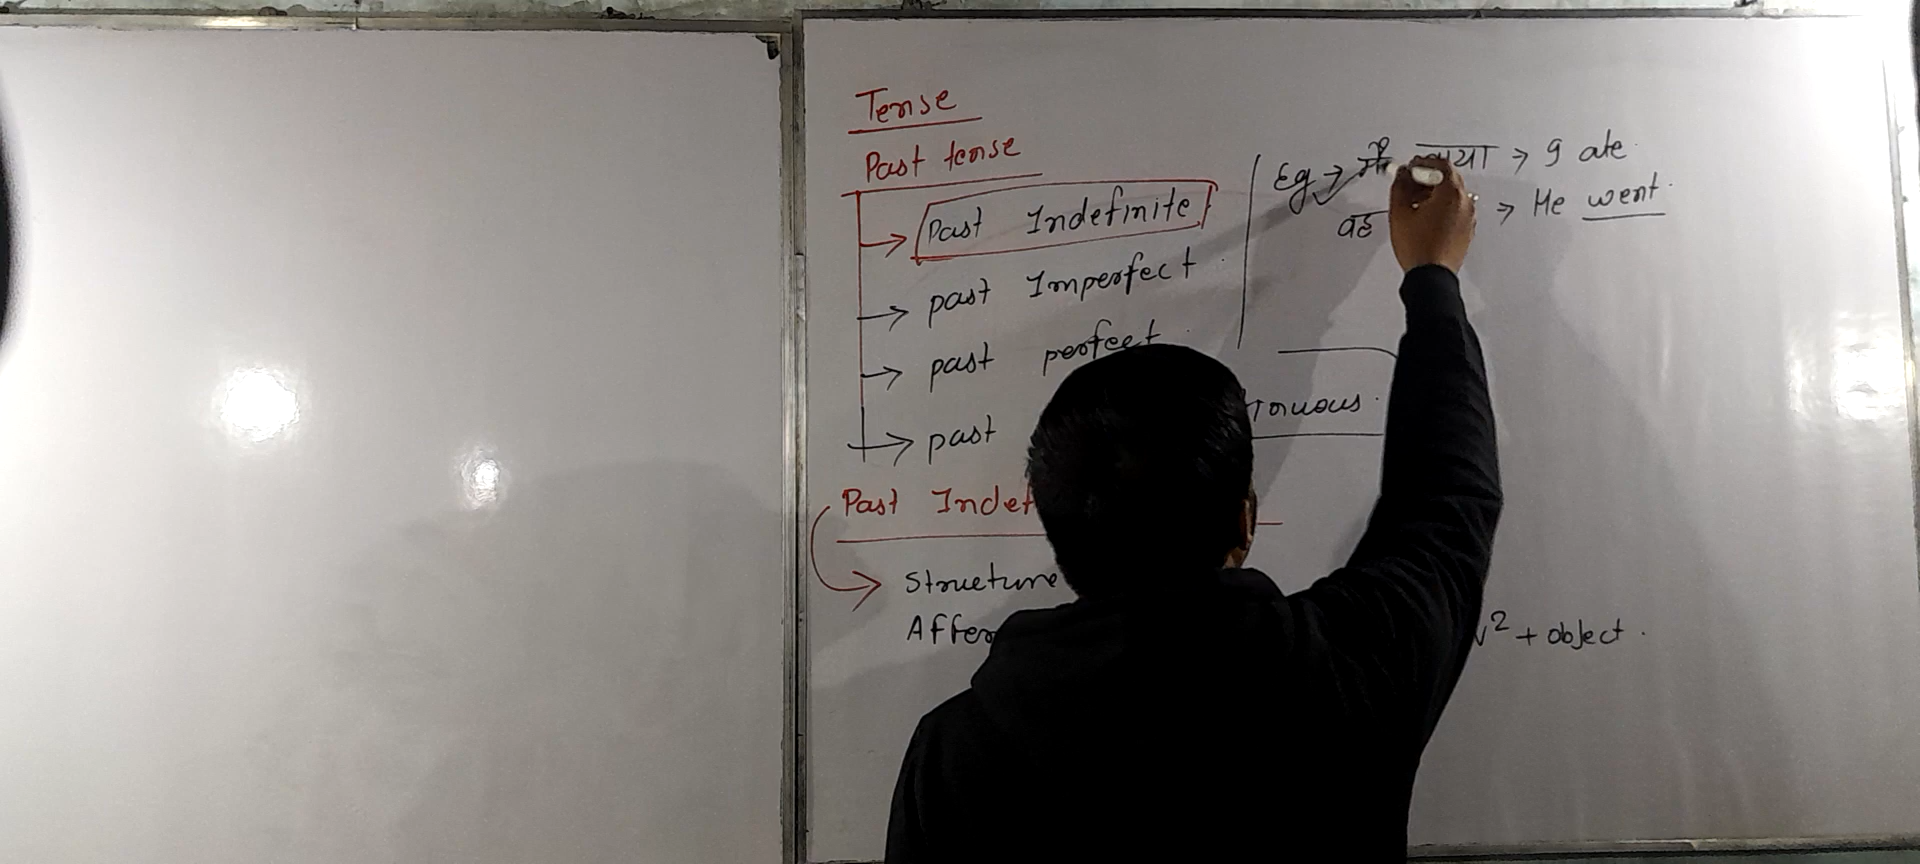 Tense
Past tense
→ Past Indefinite
→ past Imperfect
→ past perfect
→ past
Eg → → I ate
वह → He went
Past Indef
→ Structure
Affer V² + object